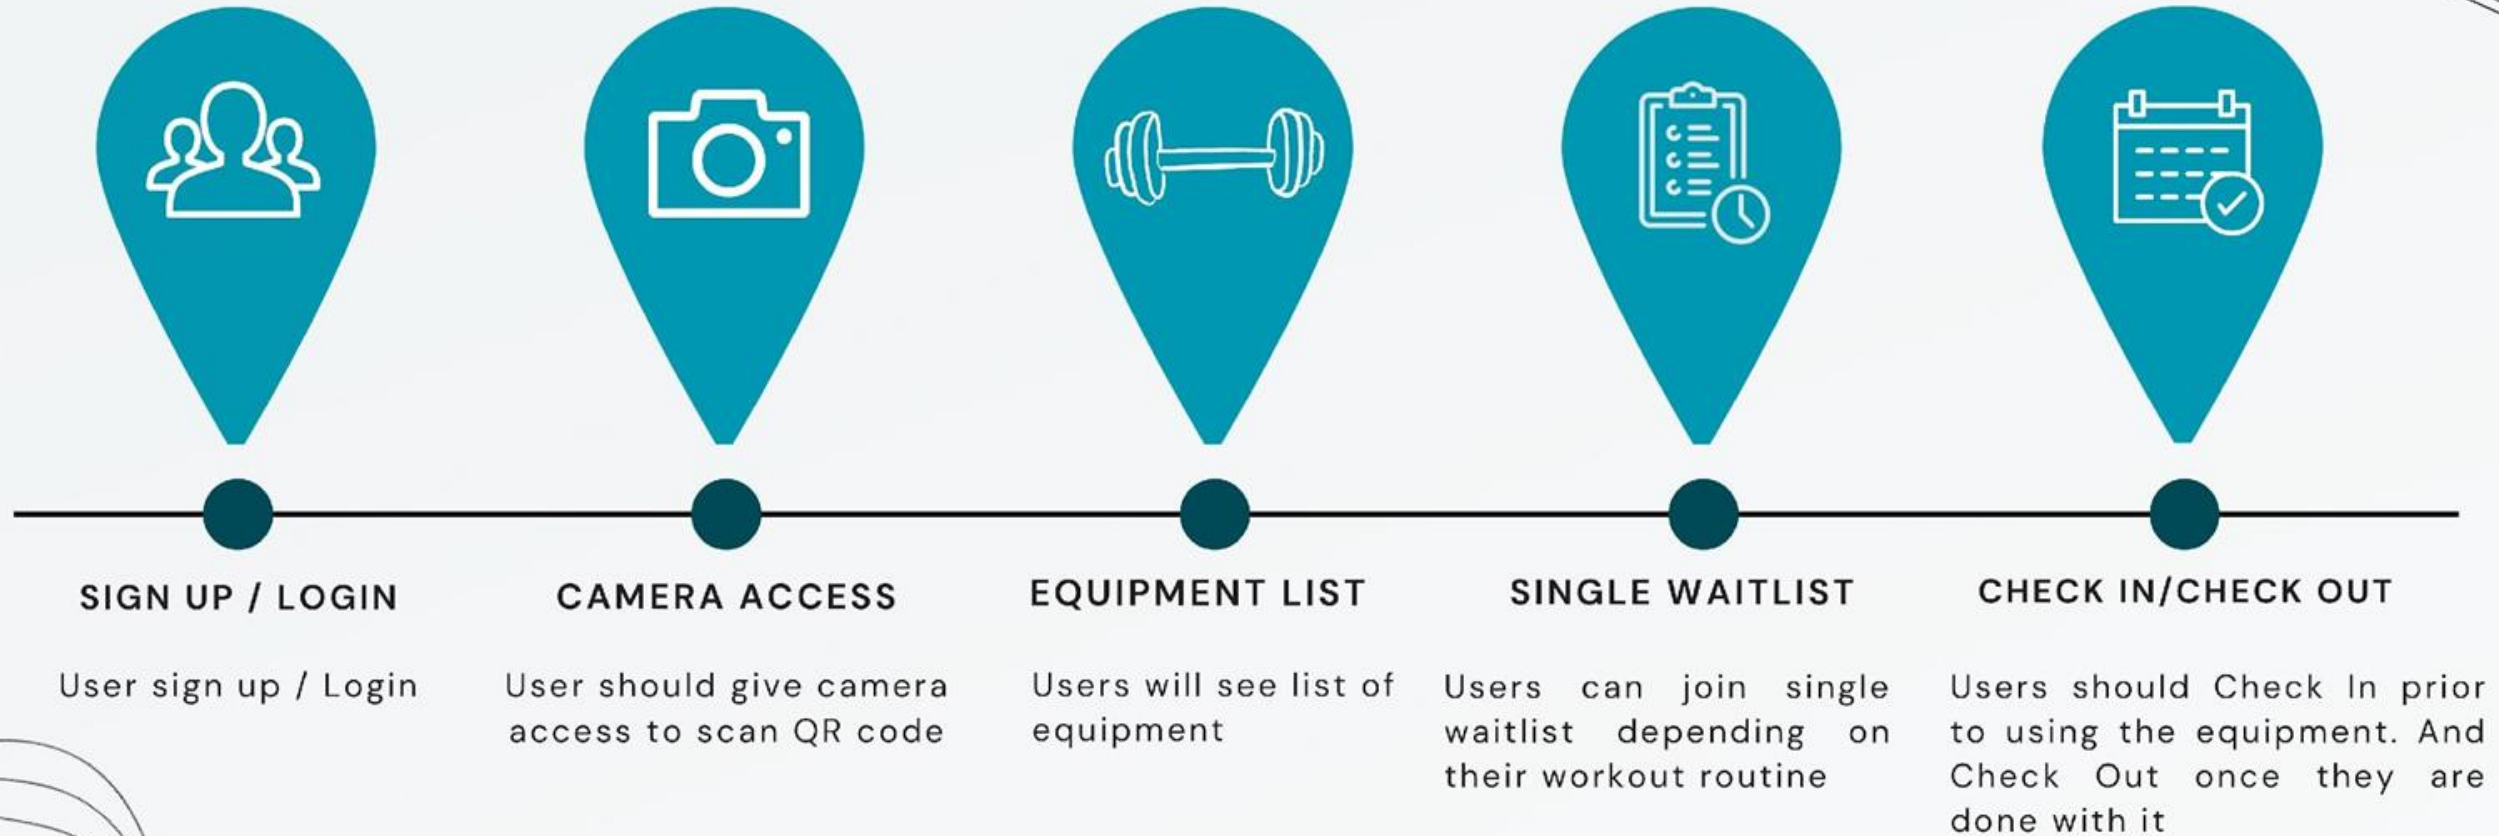 SIGN UP / LOGIN
User sign up / Login
CAMERA ACCESS
User should give camera
access to scan QR code
EQUIPMENT LIST
Users will see list of
equipment
SINGLE WAITLIST
Users can join single
waitlist depending on
their workout routine
CHECK IN/CHECK OUT
Users should Check In prior
to using the equipment. And
Check Out once they are
done with it